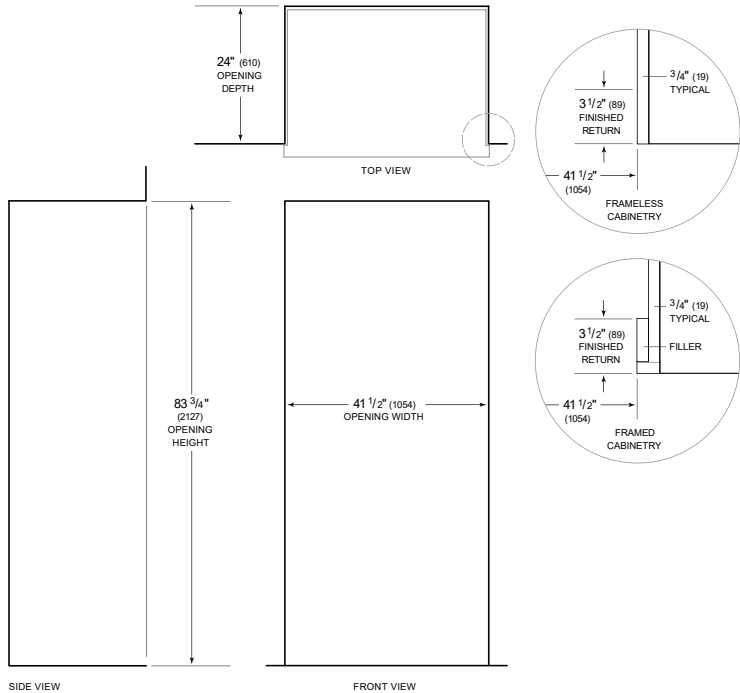 24" (610)
OPENING
DEPTH
TOP VIEW
3/4" (19)
TYPICAL
3 1/2" (89)
FINISHED
RETURN
41 1/2"
(1054)
FRAMELESS
CABINETRY
3/4" (19)
TYPICAL
3 1/2" (89)
FINISHED
RETURN
FILLER
41 1/2"
(1054)
FRAMED
CABINETRY
83 3/4"
(2127)
OPENING
HEIGHT
41 1/2" (1054)
OPENING WIDTH
SIDE VIEW
FRONT VIEW